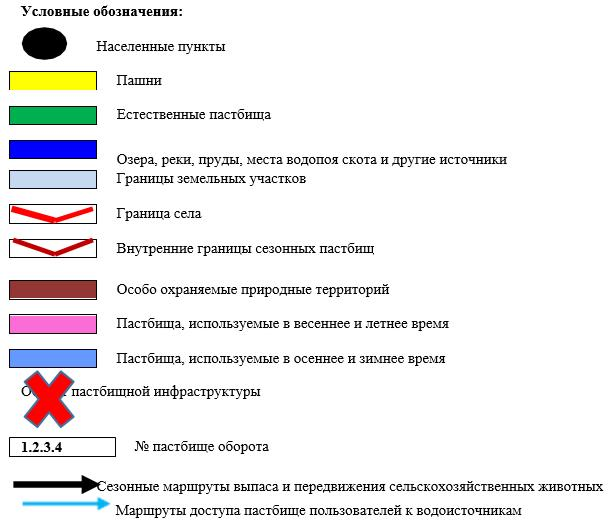 Условные обозначения:
Населенные пункты
Пашни
Естественные пастбища
Озера, реки, пруды, места водопоя скота и другие источники
Границы земельных участков
Граница села
Внутренние границы сезонных пастбищ
Особо охраняемые природные территорий
Пастбища, используемые в весеннее и летнее время
Пастбища, используемые в осеннее и зимнее время
пастбищной инфраструктуры
1.2.3.4 № пастбище оборота
Сезонные маршруты выпаса и передвижения сельскохозяйственных животных
Маршруты доступа пастбище пользователей к водоисточникам